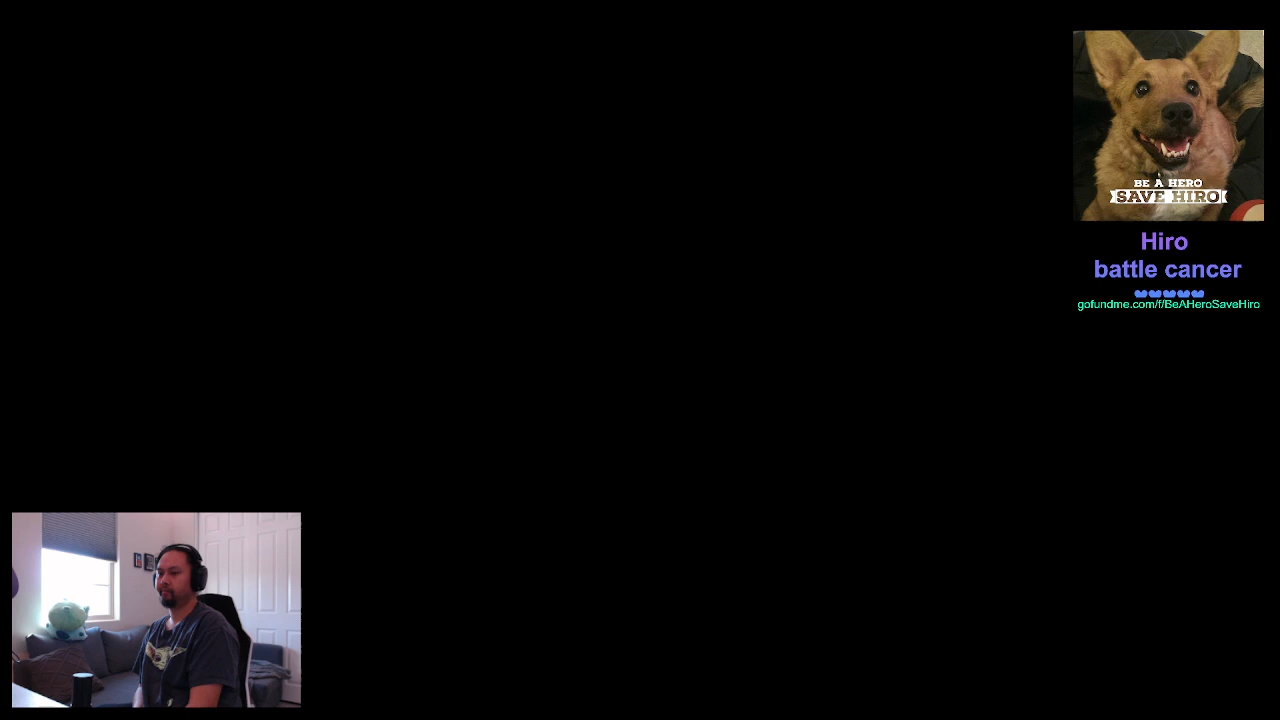 BE A HERO
SAVE HIRO
Hiro
battle cancer
gofundme.com/f/BeAHeroSaveHiro